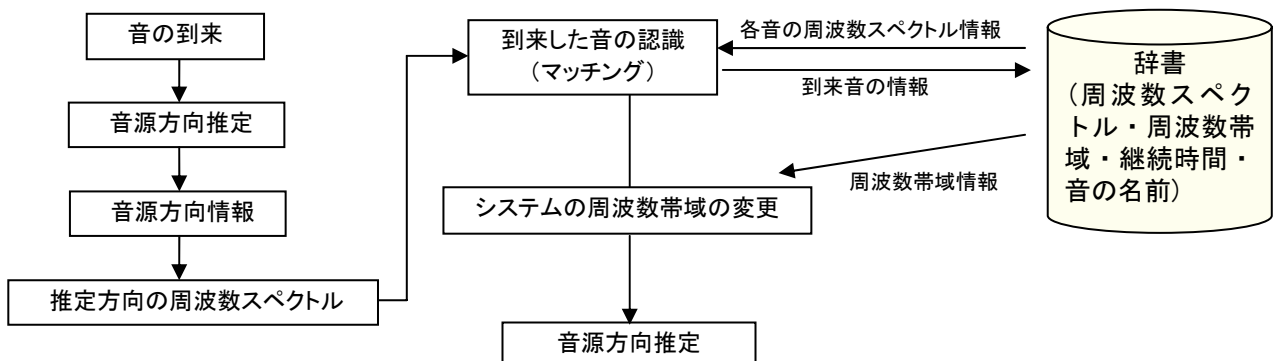 音の到来
音源方向推定
音源方向情報
推定方向の周波数スペクトル
到来した音の認識
(マッチング)
各音の周波数スペクトル情報
到来音の情報
辞書
(周波数スペク
トル・周波数帯
域・継続時間・
音の名前)
周波数帯域情報
システムの周波数帯域の変更
音源方向推定